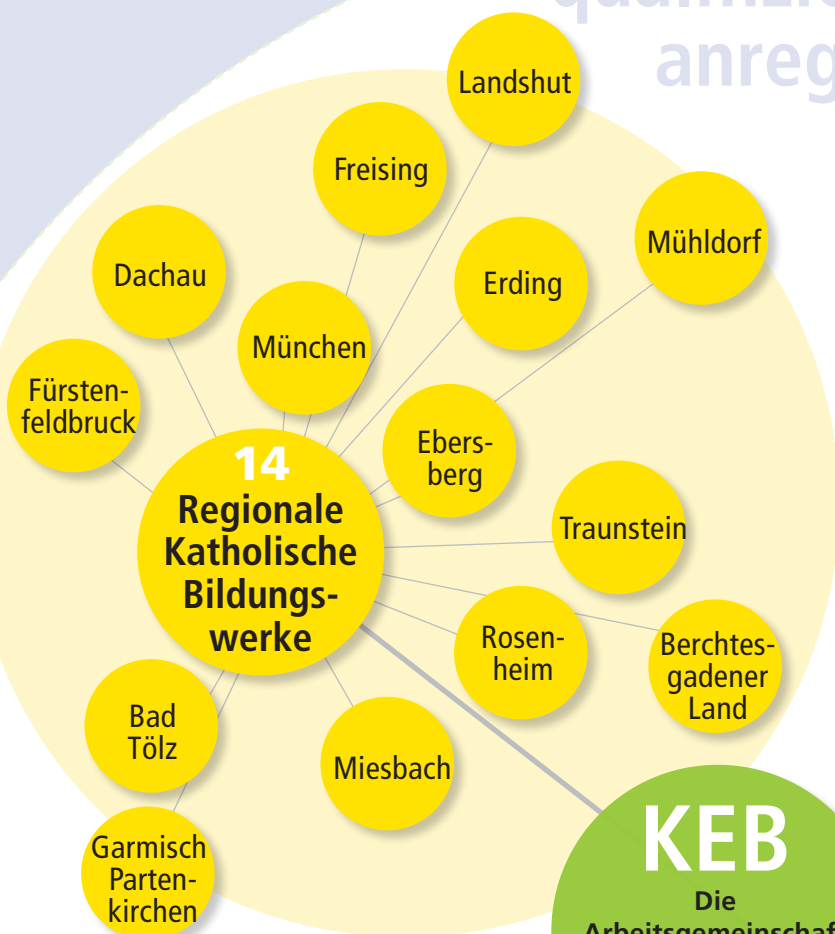 anreg
Landshut
Freising
Mühldorf
Dachau
Erding
München
Fürsten-
feldbruck
Ebers-
berg
14
Regionale
Katholische
Bildungs-
werke
Traunstein
Rosen-
heim
Berchtes-
gadener
Land
Bad
Tölz
Miesbach
Garmisch
Parten-
kirchen
KEB
Die
Arbeitsgemeinschaf